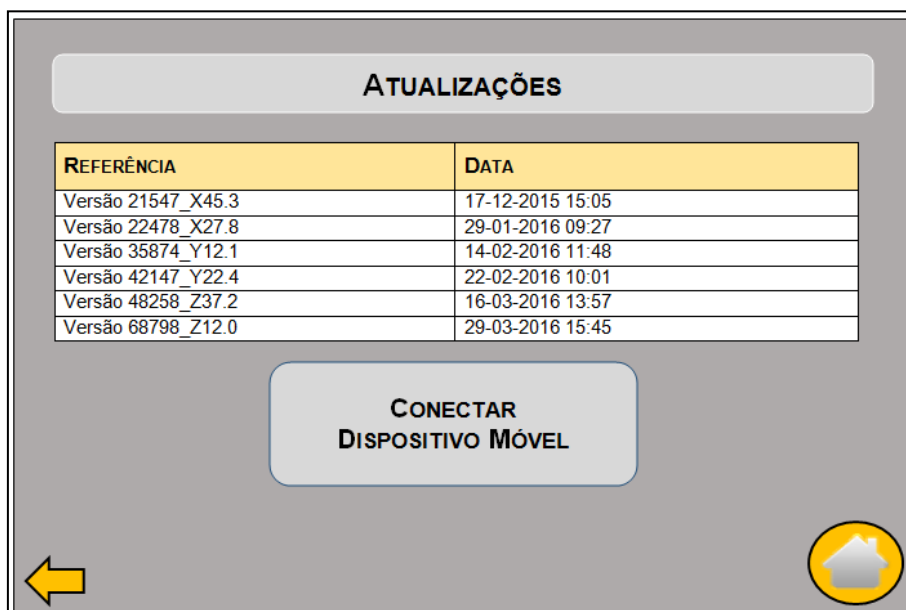 ATUALIZAÇÕES
REFERÊNCIA DATA
Versão 21547_X45.3 17-12-2015 15:05
Versão 22478_X27.8 29-01-2016 09:27
Versão 35874_Y12.1 14-02-2016 11:48
Versão 42147_Y22.4 22-02-2016 10:01
Versão 48258_Z37.2 16-03-2016 13:57
Versão 68798_Z12.0 29-03-2016 15:45
CONECTAR
DISPOSITIVO MÓVEL